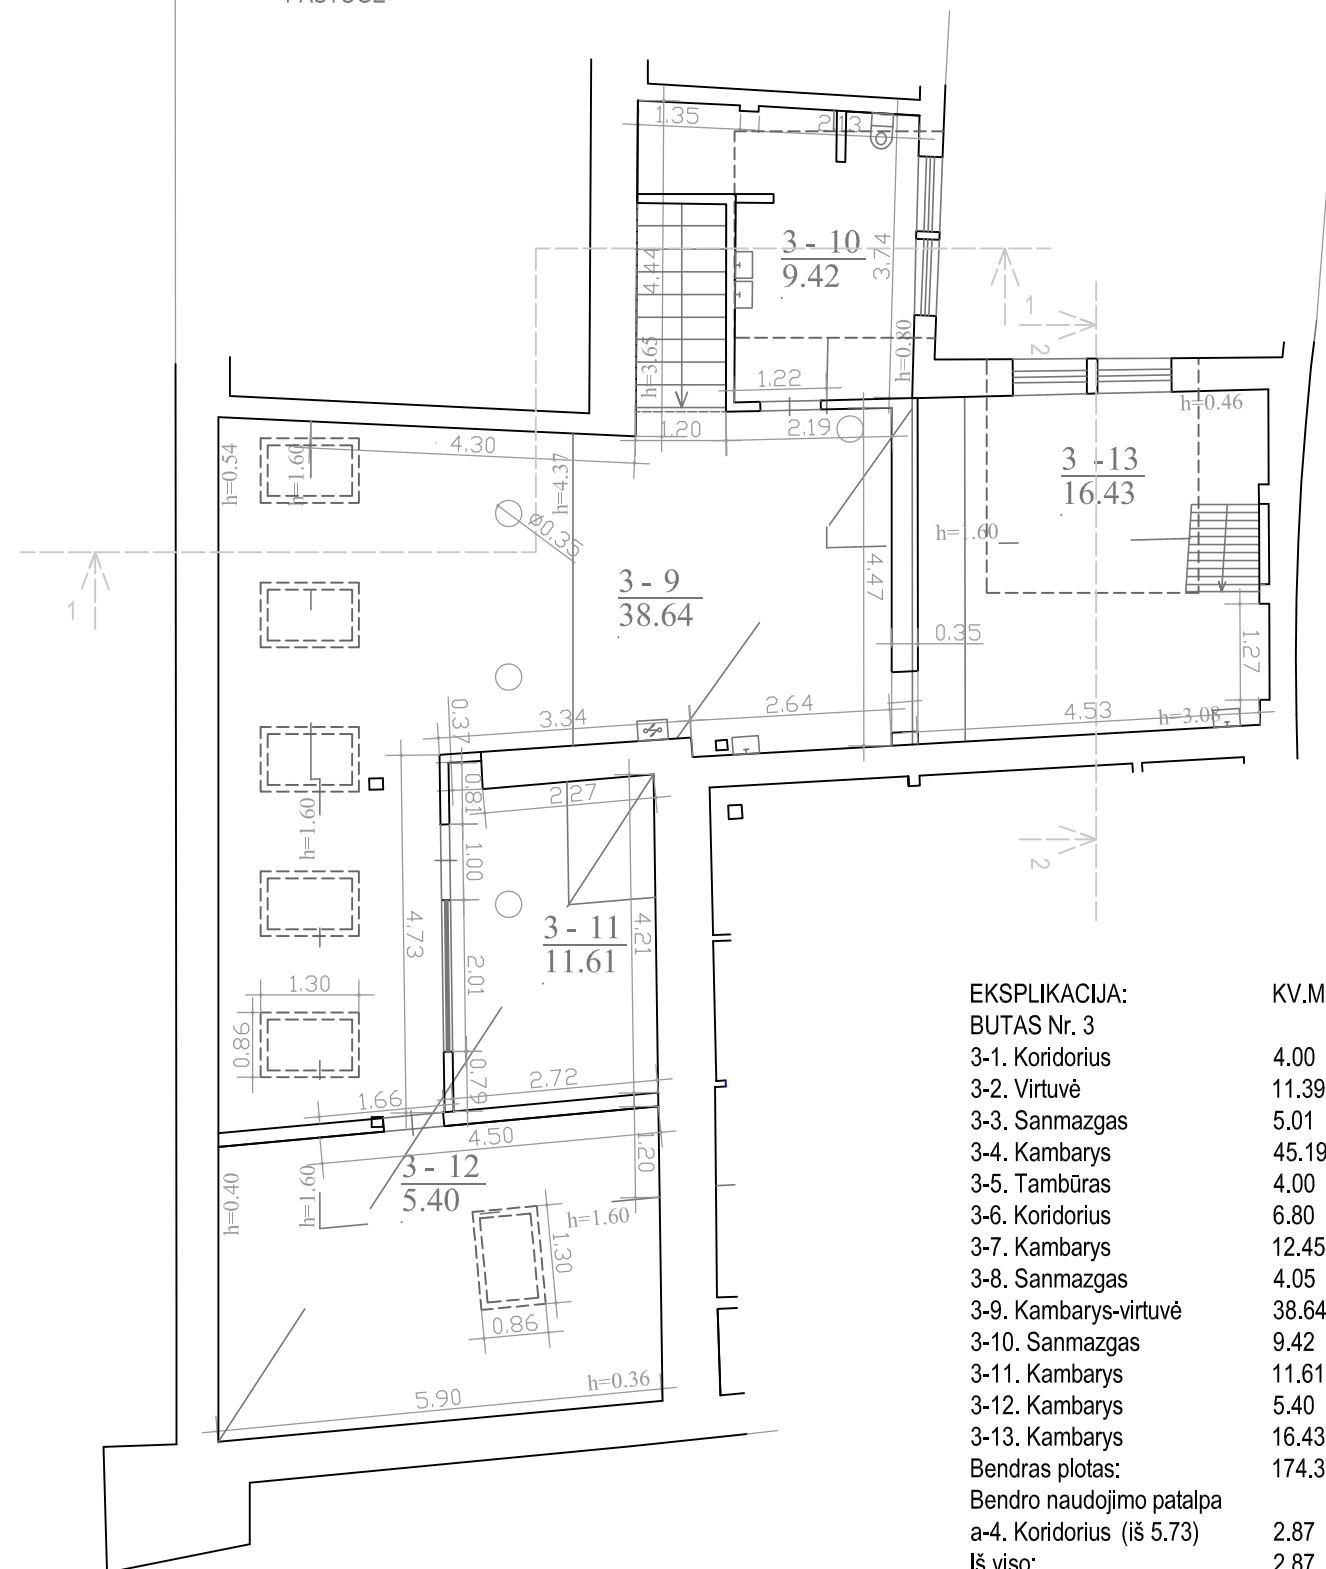 1.35
2.13
3 - 10
9.42
4.44
3.74
h=3.65
h=0.80
1
2
1.22
h=0.46
4.30
1.20
2.19
h=0.54
h=1.60
h=4.37
3 -13
16.43
ø0.35
h=1.60
3 - 9
38.64
4.47
1
0.35
1.27
0.37
3.34
2.64
4.53
h=3.08
0.81
2.27
h=1.60
1.00
2
4.73
3 - 11
11.61
4.21
2.01
1.30
0.86
0.79
2.72
1.66
4.50
3 - 12
5.40
1.20
h=0.40
h=1.60
h=1.60
1.30
0.86
h=0.36
5.90
EKSPLIKACIJA: KV.M
BUTAS Nr. 3
3-1. Koridorius 4.00
3-2. Virtuvė 11.39
3-3. Sanmazgas 5.01
3-4. Kambarys 45.19
3-5. Tambūras 4.00
3-6. Koridorius 6.80
3-7. Kambarys 12.45
3-8. Sanmazgas 4.05
3-9. Kambarys-virtuvė 38.64
3-10. Sanmazgas 9.42
3-11. Kambarys 11.61
3-12. Kambarys 5.40
3-13. Kambarys 16.43
Bendras plotas: 174.3
Bendro naudojimo patalpa
a-4. Koridorius (iš 5.73) 2.87
Iš viso: 2.87